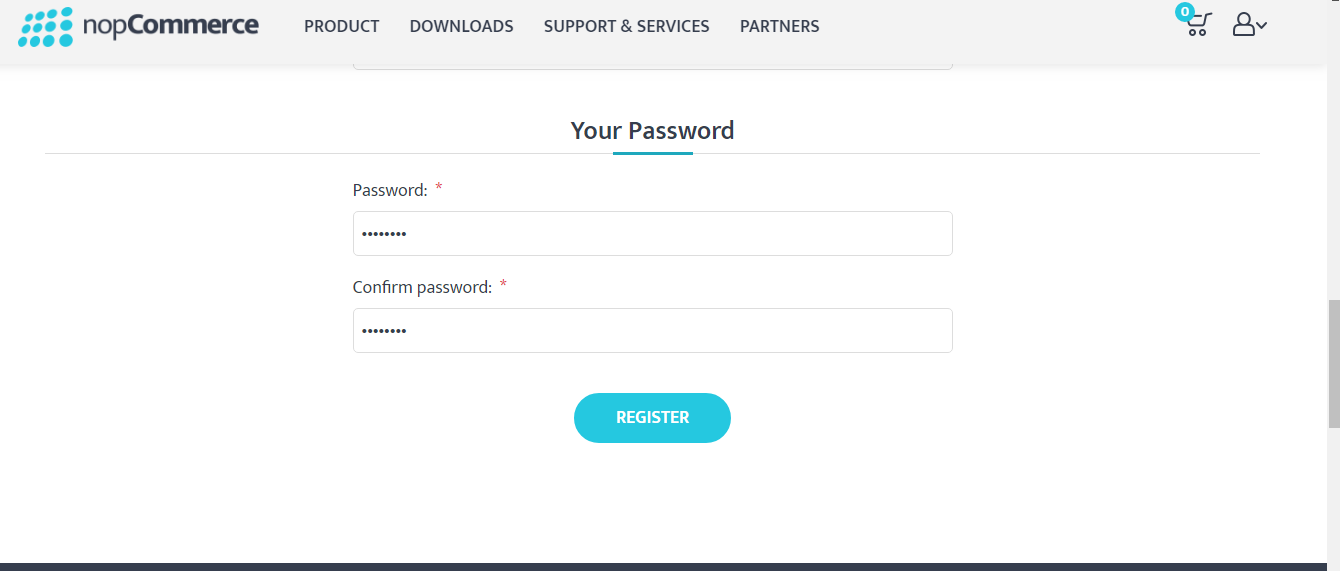 nopCommerce PRODUCT DOWNLOADS SUPPORT & SERVICES PARTNERS 0
Your Password
Password: *
••••••••
Confirm password: *
••••••••
REGISTER